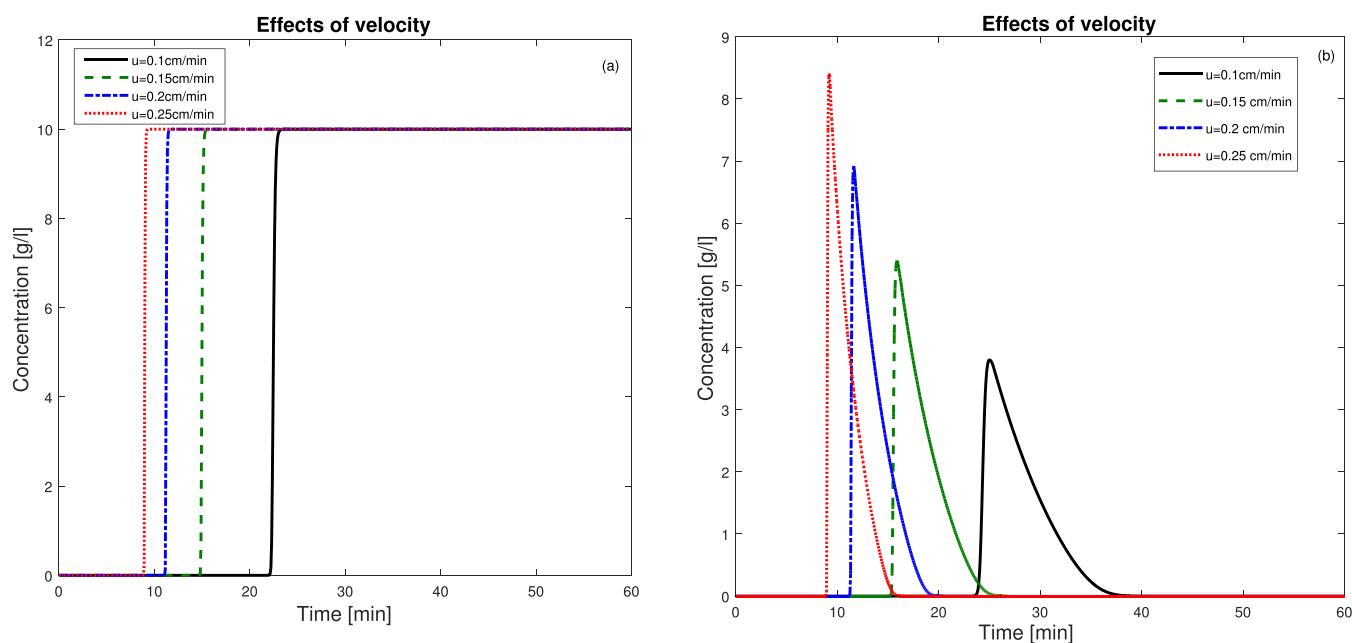 Effects of velocity
12
10
8
6
4
2
0
Concentration [g/l]
u=0.1cm/min
u=0.15cm/min
u=0.2cm/min
u=0.25cm/min
(a)
0 10 20 30 40 50 60
Time [min]
Effects of velocity
9
8
7
6
5
4
3
2
1
0
Concentration [g/l]
u=0.1cm/min
u=0.15 cm/min
u=0.2 cm/min
u=0.25 cm/min
(b)
0 10 20 30 40 50 60
Time [min]